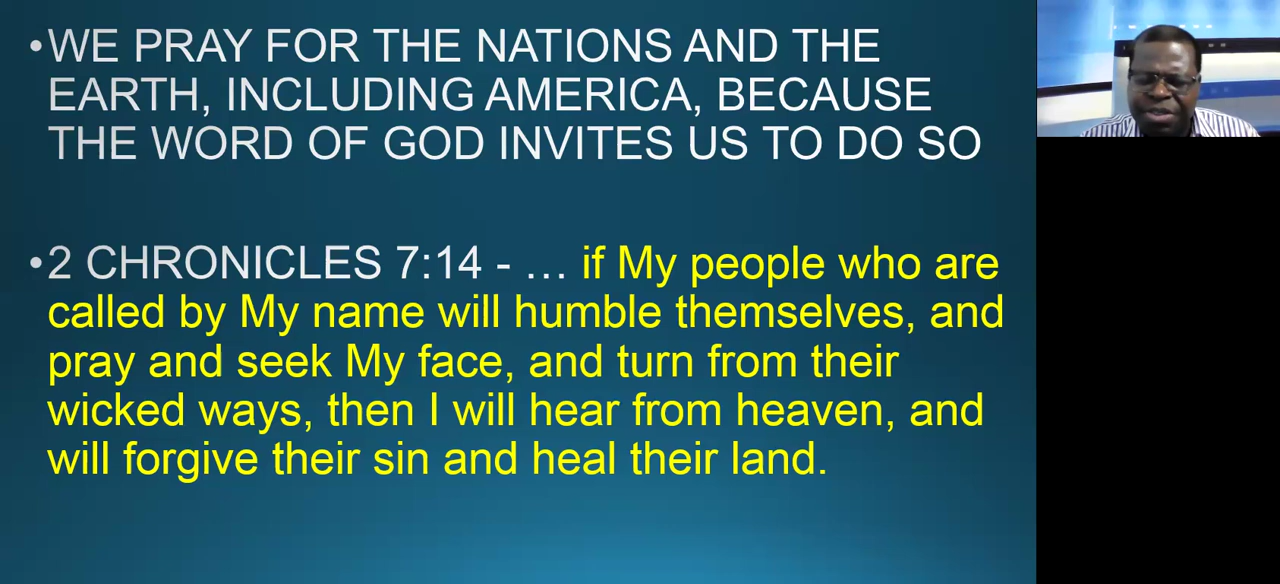 •WE PRAY FOR THE NATIONS AND THE
EARTH, INCLUDING AMERICA, BECAUSE
THE WORD OF GOD INVITES US TO DO SO
•2 CHRONICLES 7:14 - … if My people who are
called by My name will humble themselves, and
pray and seek My face, and turn from their
wicked ways, then I will hear from heaven, and
will forgive their sin and heal their land.